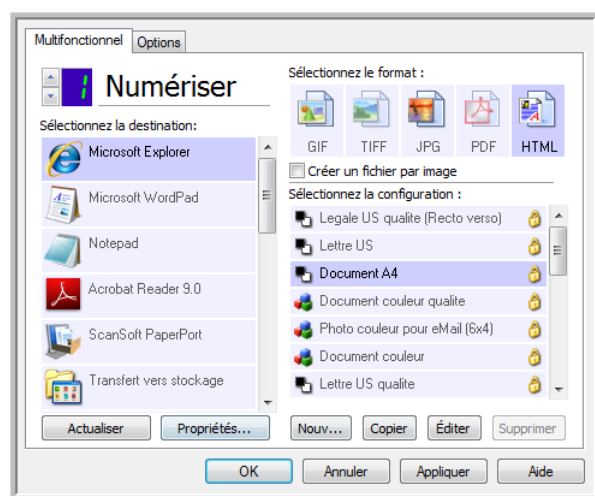 Multifonctionnel
Options
1
Numériser
Sélectionnez la destination:
Microsoft Explorer
Microsoft WordPad
Notepad
Acrobat Reader 9.0
ScanSoft PaperPort
Transfert vers stockage
Actualiser
Propriétés...
Sélectionnez le format :
GIF TIFF JPG PDF HTML
Créer un fichier par image
Sélectionnez la configuration :
Legale US qualite (Recto verso)
Lettre US
Document A4
Document couleur qualite
Photo couleur pour eMail (6x4)
Document couleur
Lettre US qualite
Nouv... Copier Éditer Supprimer
OK Annuler Appliquer Aide